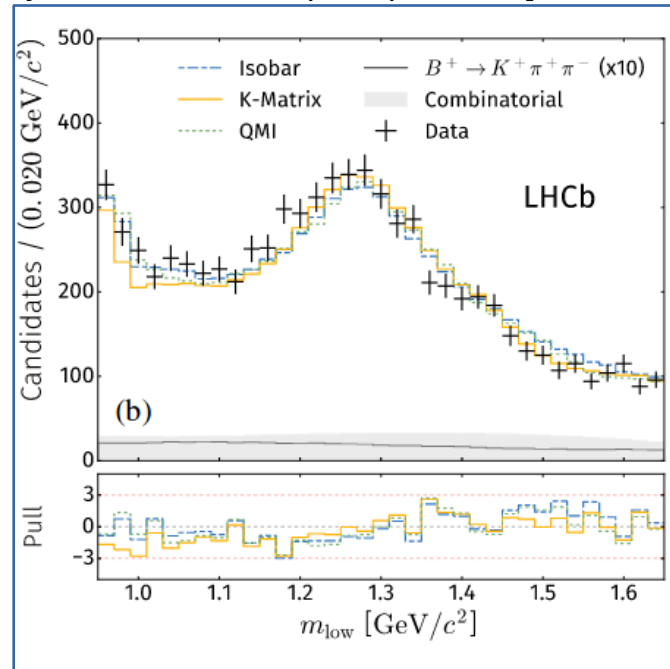 500
400
300
200
100
0
Candidates / (0.020 GeV/c²)
Isobar
K-Matrix
QMI
B⁺ → K⁺π⁺π⁻ (x10)
Combinatorial
Data
LHCb
(b)
3
0
−3
Pull
1.0 1.1 1.2 1.3 1.4 1.5 1.6
m_low [GeV/c²]